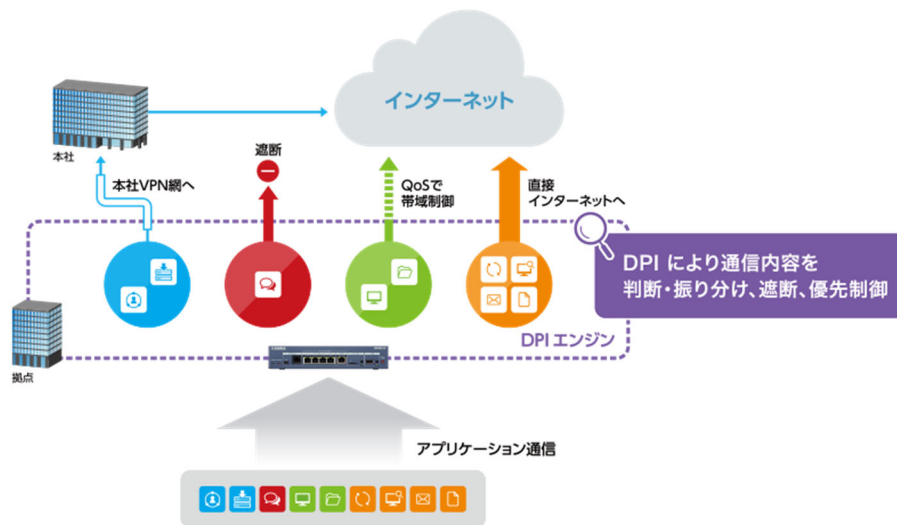 インターネット
本社
遮断
本社VPN網へ
QoSで
帯域制御
直接
インターネットへ
DPI により通信内容を
判断・振り分け、遮断、優先制御
DPI エンジン
拠点
アプリケーション通信